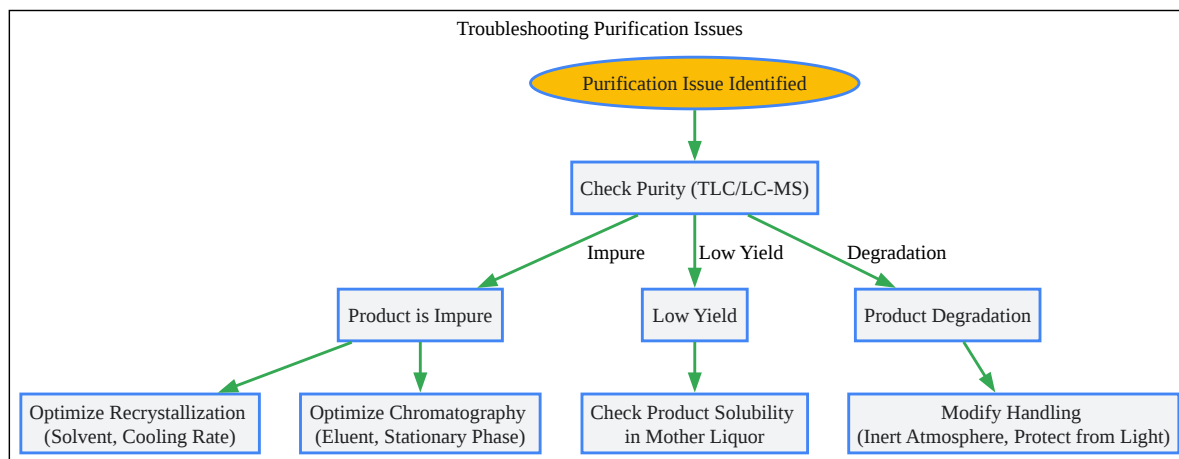 Troubleshooting Purification Issues
Purification Issue Identified
Check Purity (TLC/LC-MS)
Impure
Low Yield
Degradation
Product is Impure
Low Yield
Product Degradation
Optimize Recrystallization
(Solvent, Cooling Rate)
Optimize Chromatography
(Eluent, Stationary Phase)
Check Product Solubility
in Mother Liquor
Modify Handling
(Inert Atmosphere, Protect from Light)